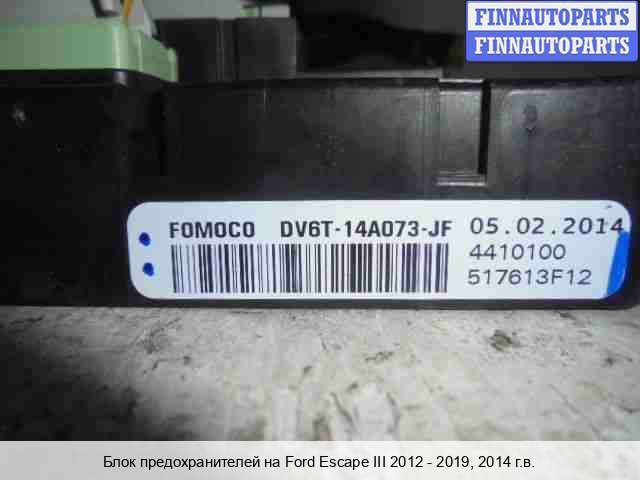 FINNAUTOPARTS
FINNAUTOPARTS
FOMOCO DV6T-14A073-JF 05.02.2014
4410100
517613F12
Блок предохранителей на Ford Escape III 2012 - 2019, 2014 г.в.